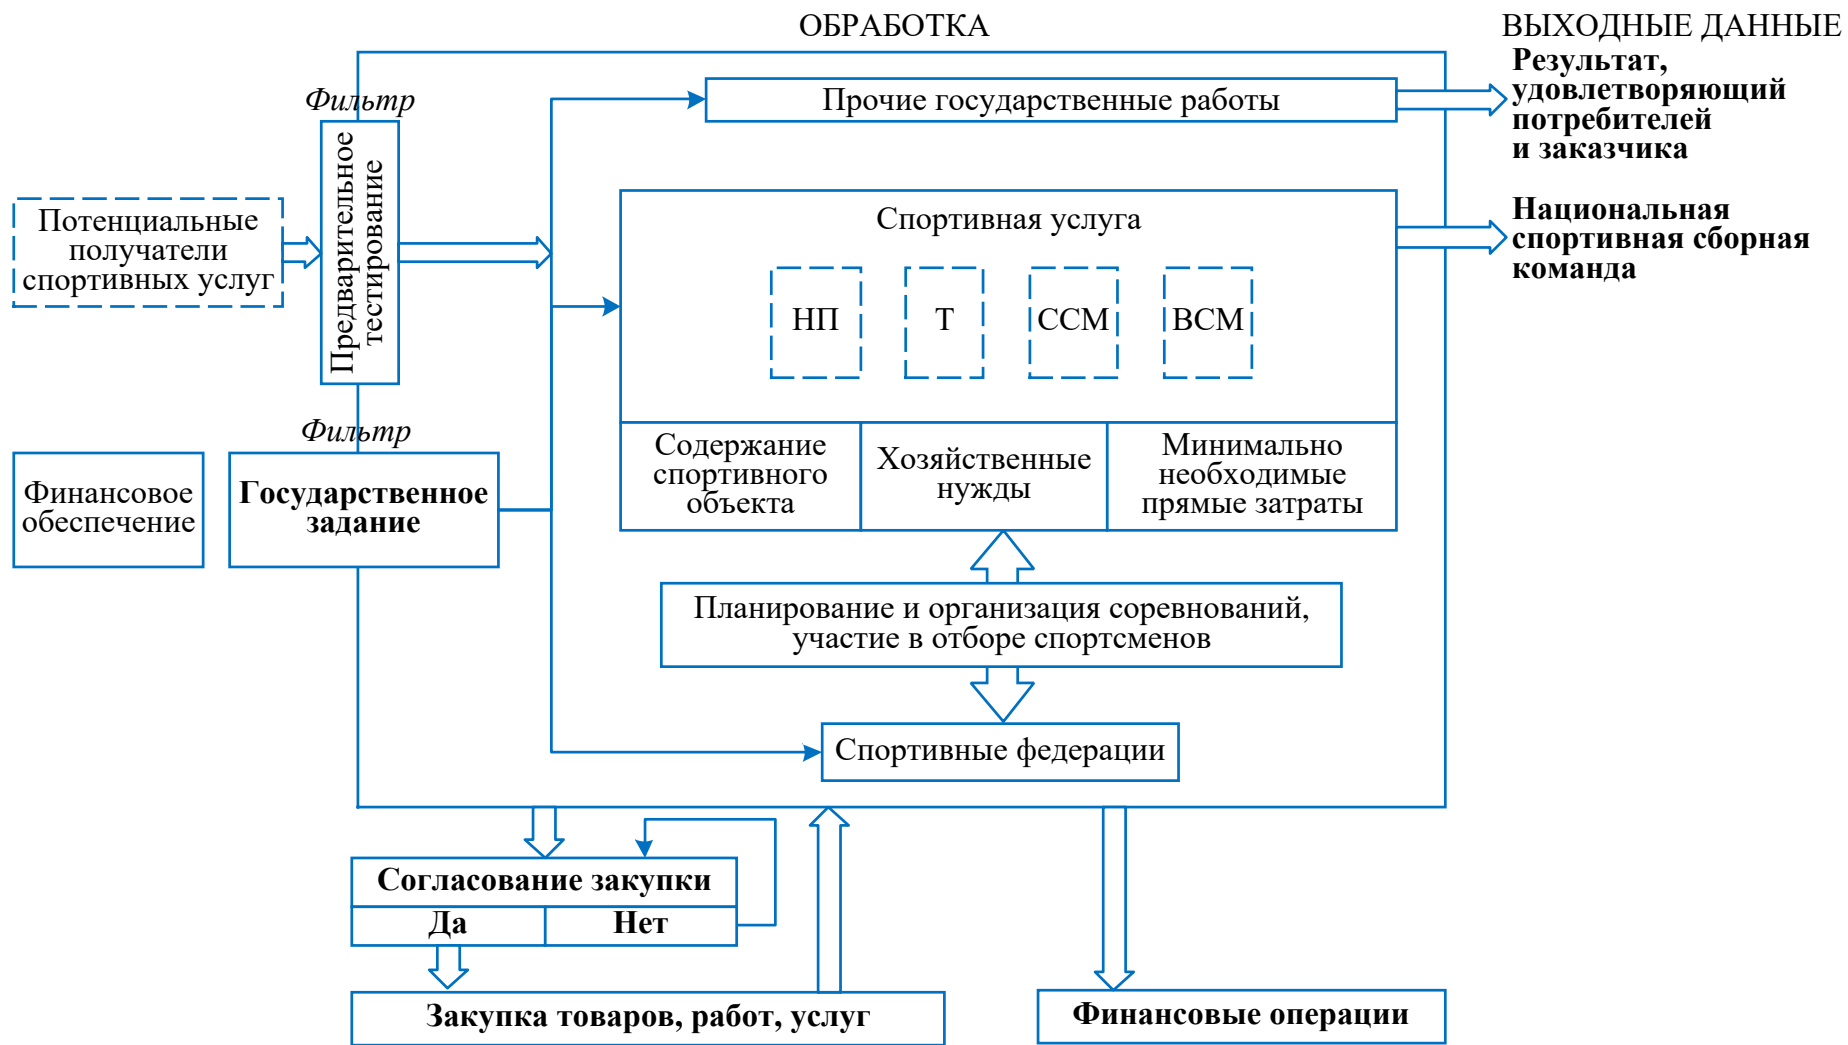 ОБРАБОТКА
ВЫХОДНЫЕ ДАННЫЕ
Фильтр
Предварительное
тестирование
Потенциальные
получатели
спортивных услуг
Прочие государственные работы
Результат,
удовлетворяющий
потребителей
и заказчика
Спортивная услуга
НП
Т
ССМ
ВСМ
Национальная
спортивная сборная
команда
Содержание
спортивного
объекта
Хозяйственные
нужды
Минимально
необходимые
прямые затраты
Фильтр
Финансовое
обеспечение
Государственное
задание
Планирование и организация соревнований,
участие в отборе спортсменов
Спортивные федерации
Согласование закупки
Да
Нет
Закупка товаров, работ, услуг
Финансовые операции